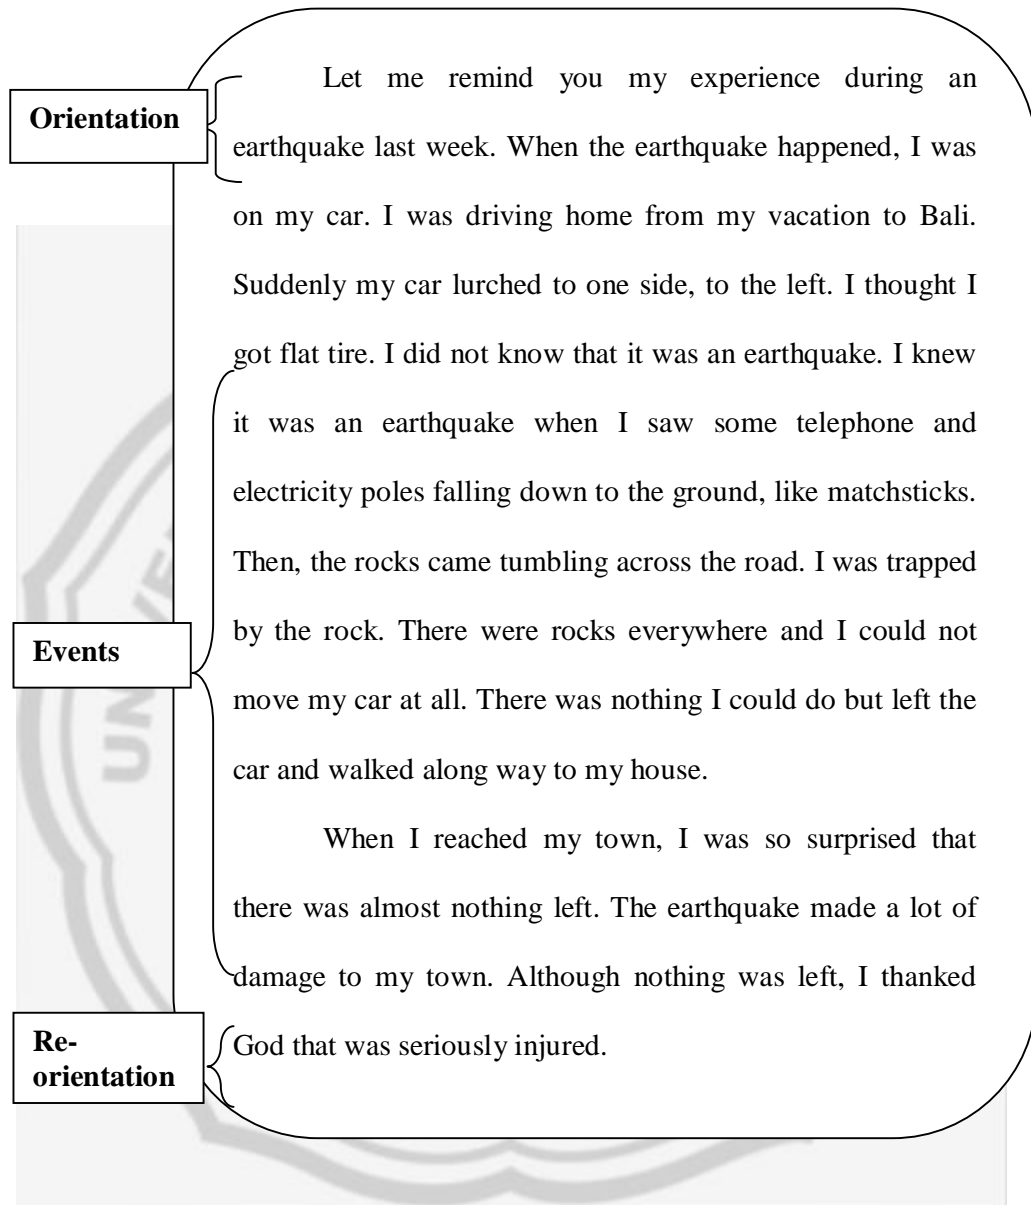 Orientation
Let me remind you my experience during an
earthquake last week. When the earthquake happened, I was
on my car. I was driving home from my vacation to Bali.
Suddenly my car lurched to one side, to the left. I thought I
got flat tire. I did not know that it was an earthquake. I knew
it was an earthquake when I saw some telephone and
electricity poles falling down to the ground, like matchsticks.
Then, the rocks came tumbling across the road. I was trapped
Events
by the rock. There were rocks everywhere and I could not
move my car at all. There was nothing I could do but left the
car and walked along way to my house.
When I reached my town, I was so surprised that
there was almost nothing left. The earthquake made a lot of
damage to my town. Although nothing was left, I thanked
Re-
orientation
God that was seriously injured.